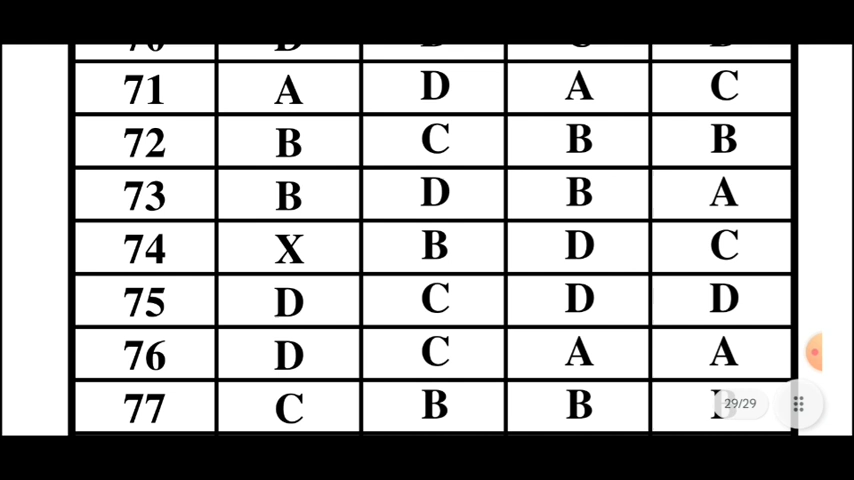 71 A D A C
72 B C B B
73 B D B A
74 X B D C
75 D C D D
76 D C A A
77 C B B
29/29